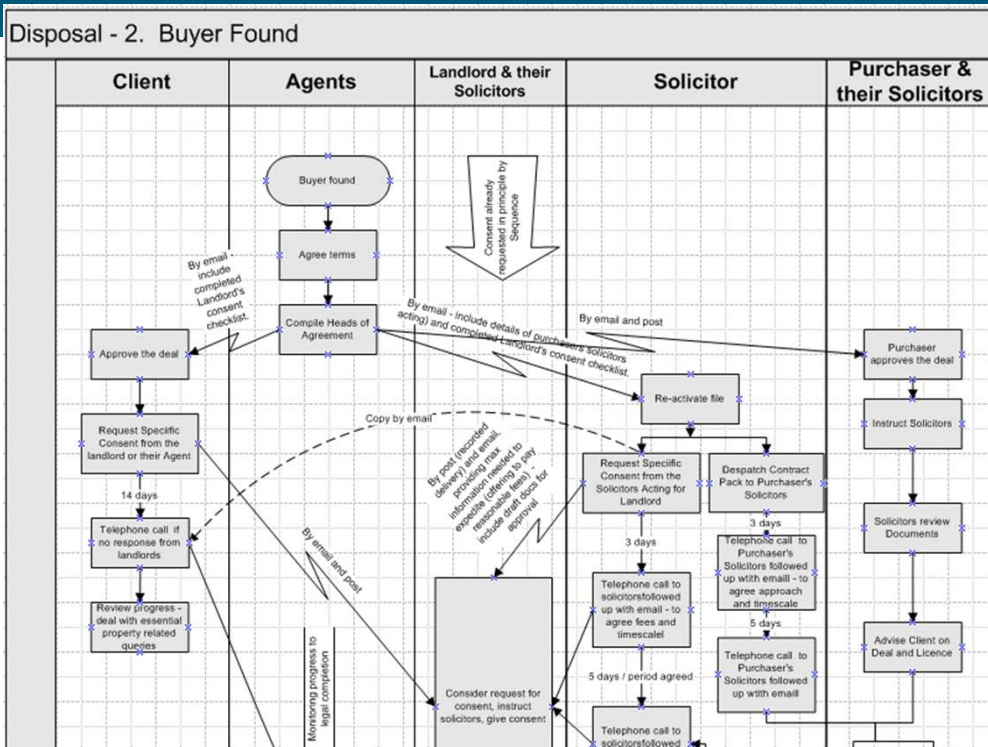 Disposal - 2.  Buyer Found
Client
Agents
Landlord & their
Solicitors
Solicitor
Purchaser &
their Solicitors
Buyer found
Agree terms
Compile Heads of
Agreement
Consent already
requested in principle by
Sequence
By email -
include
completed
Landlord's
consent
checklist.
By email - include details of purchasers solicitors
acting) and completed Landlord's consent checklist.
By email and post
Approve the deal
Purchaser
approves the deal
Re-activate file
Instruct Solicitors
Copy by email
Request Speciific
Consent from the
landlord or their Agent
By post (recorded
delivery) and email,
providing max
information needed to
expedite (offering to pay
reasonable fees) -
include draft docs for
approval
Request Speciific
Consent from the
Solicitors Acting for
Landlord
Despatch Contract
Pack to Purchaser's
Solicitors
14 days
3 days
3 days
Telephone call  if
no response from
landlords
By email and post
Solicitors review
Documents
Telephone call to
Purchaser's
Solicitors followed
up wtith emaill - to
agree approach
and timescale
Telephone call to
solicitorsfollowed
up wtith email - to
agree fees and
timescalel
Review progress -
deal with essential
property related
queries
5 days
Advise Client on
Deal and Licence
Telephone call  to
Purchaser's
Solicitors followed
up wtith emaill
Monitoring progress to
legal completion
5 days / period agreed
Consider request for
consent, instruct
solicitors, give consent
Telephone call to
solicitorsfollowed